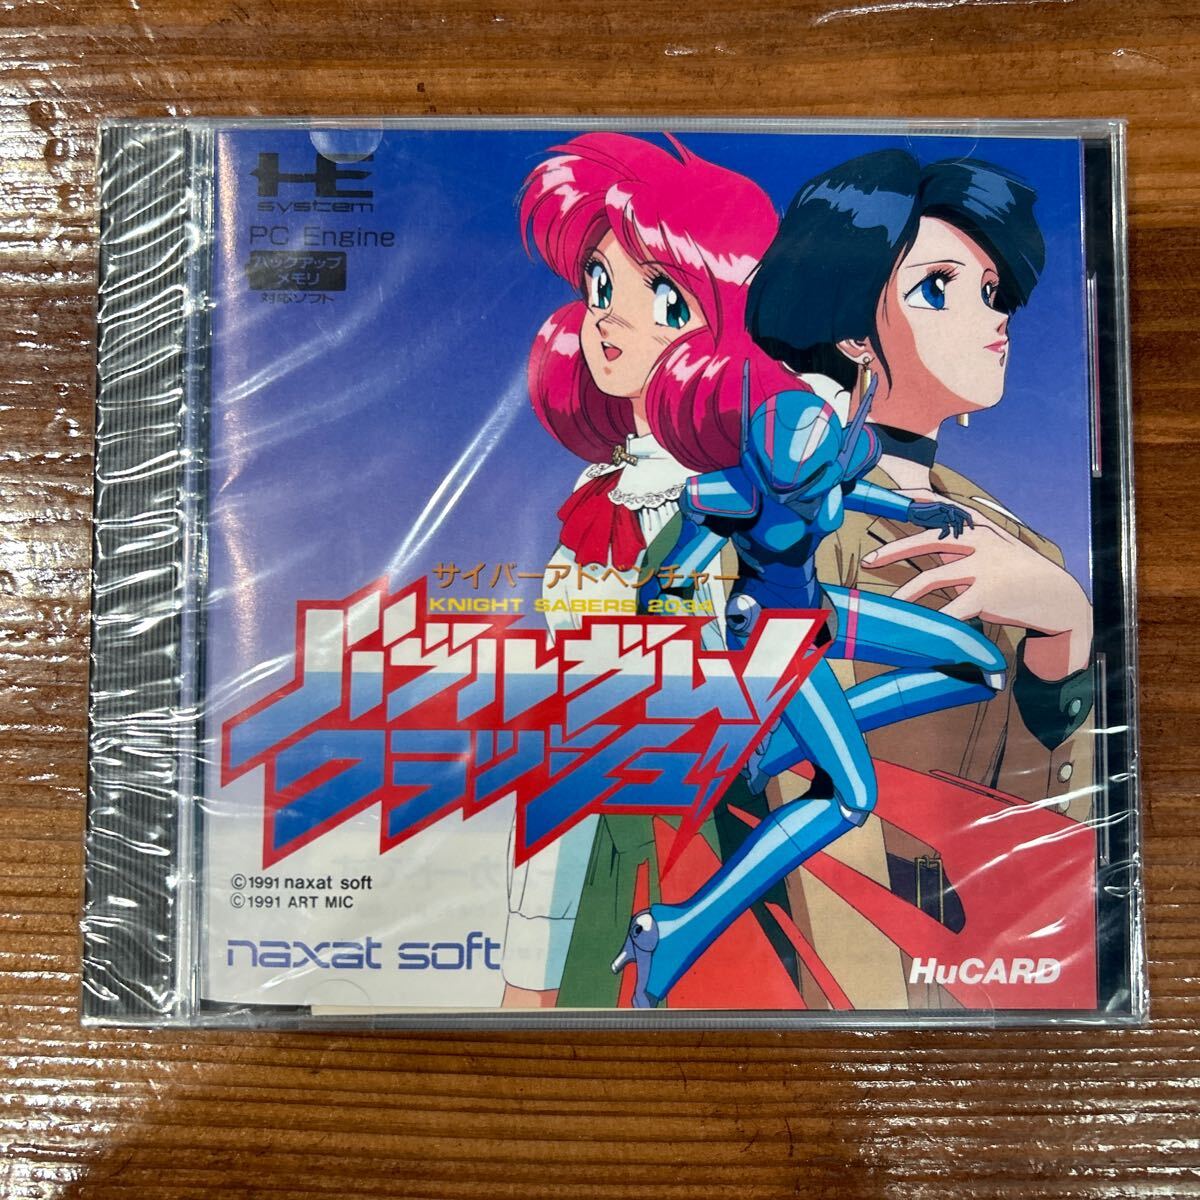 HE
system
PC Engine
バックアップ
メモリ
対応ソフト
サイバーアドベンチャー
KNIGHT SABERS 2034
バブルガム
クラッシュ!
©1991 naxat soft
©1991 ART MIC
naxat soft
HuCARD